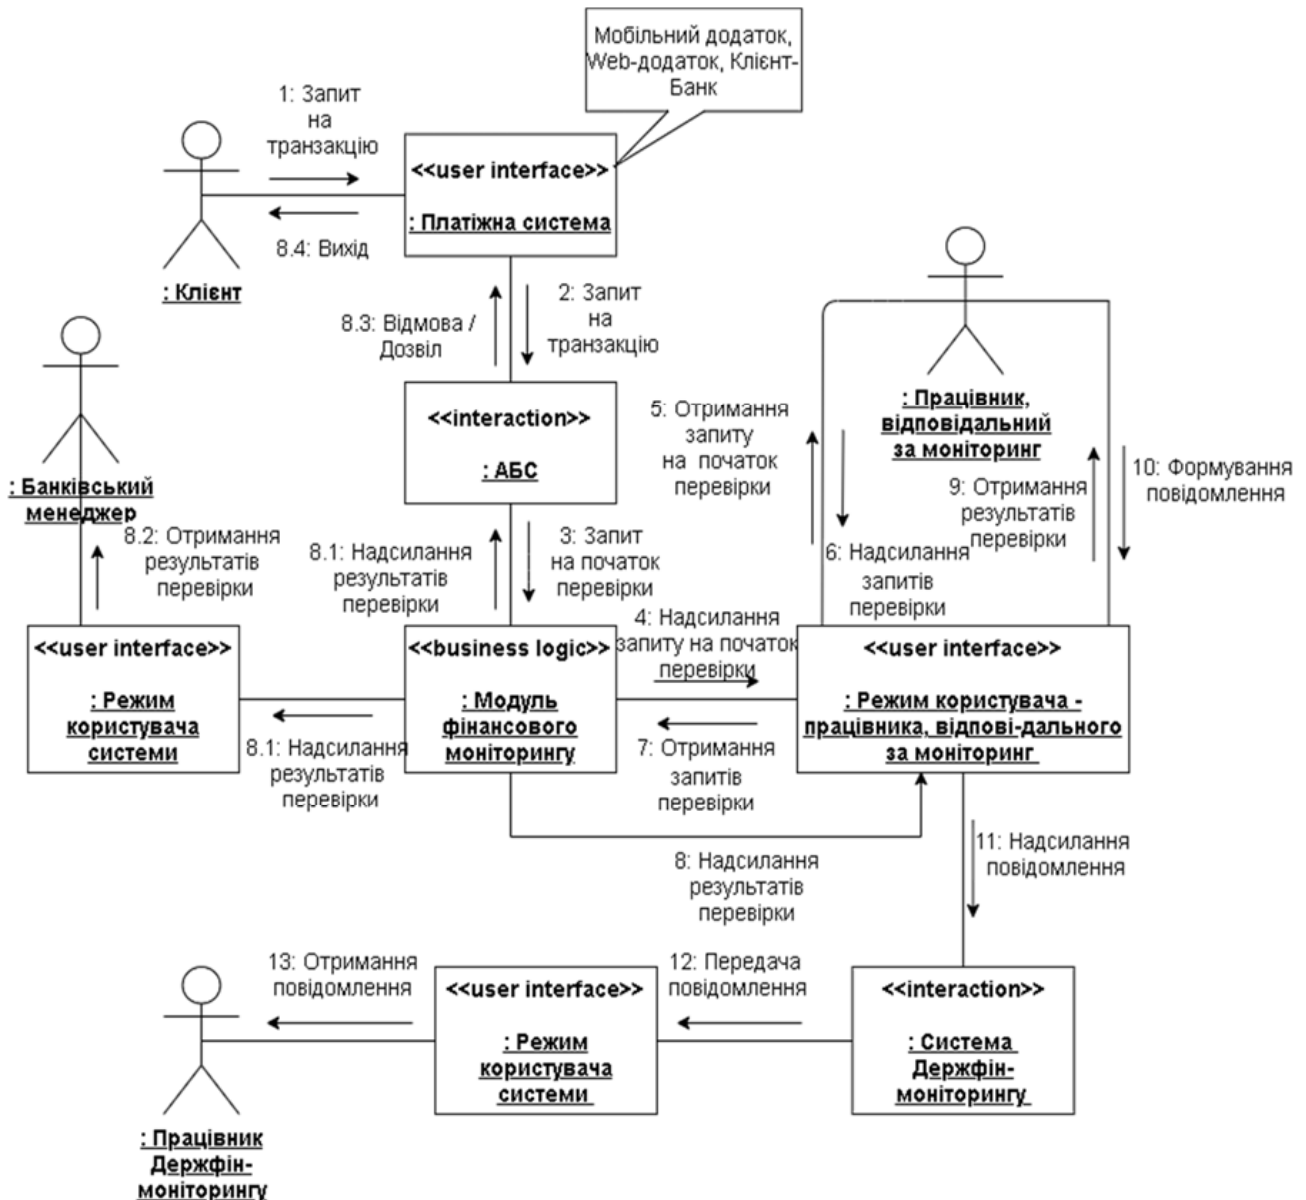 Мобільний додаток,
Web-додаток, Клієнт-
Банк
1: Запит
на
транзакцію
<<user interface>>
: Платіжна система
8.4: Вихід
: Клієнт
8.3: Відмова /
Дозвіл
2: Запит
на
транзакцію
<<interaction>>
: АБС
5: Отримання
запиту
на початок
перевірки
: Працівник,
відповідальний
за моніторинг
9: Отримання
результатів
перевірки
10: Формування
повідомлення
: Банківський
менеджер
8.2: Отримання
результатів
перевірки
8.1: Надсилання
результатів
перевірки
3: Запит
на початок
перевірки
6: Надсилання
запитів
перевірки
4: Надсилання
запиту на початок
перевірки
<<user interface>>
: Режим
користувача
системи
<<business logic>>
: Модуль
фінансового
моніторингу
<<user interface>>
: Режим користувача -
працівника, відпові-дального
за моніторинг
8.1: Надсилання
результатів
перевірки
7: Отримання
запитів
перевірки
8: Надсилання
результатів
перевірки
11: Надсилання
повідомлення
13: Отримання
повідомлення
<<user interface>>
: Режим
користувача
системи
12: Передача
повідомлення
<<interaction>>
: Система
Держфін-
моніторингу
: Працівник
Держфін-
моніторингу